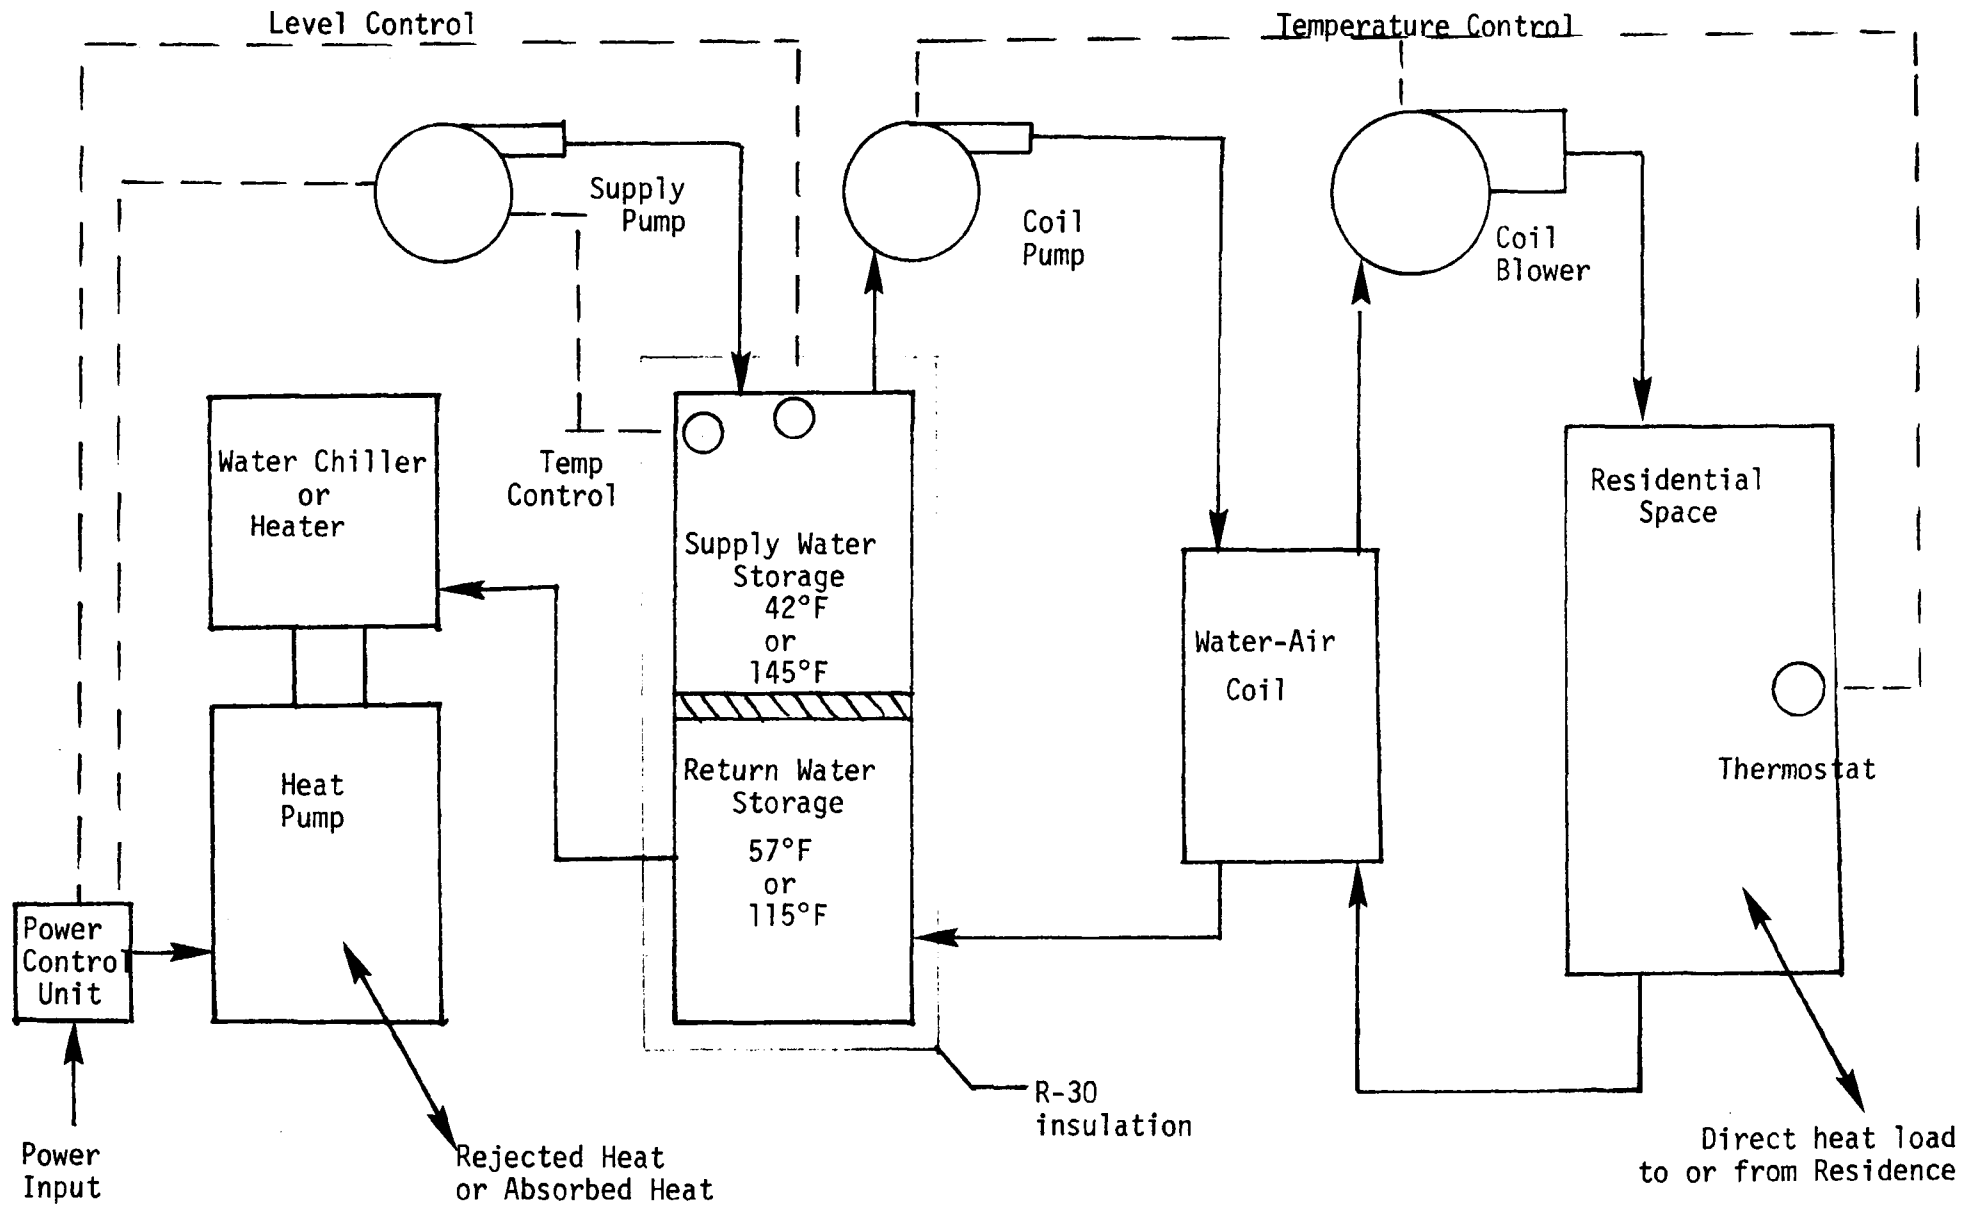 Level Control
Temperature Control
Supply
Pump
Coil
Pump
Coil
Blower
Water Chiller
or
Heater
Temp
Control
Supply Water
Storage
42°F
or
145°F
Return Water
Storage
57°F
or
115°F
Water-Air
Coil
Residential
Space
Thermostat
Heat
Pump
Power
Control
Unit
Power
Input
Rejected Heat
or Absorbed Heat
R-30
insulation
Direct heat load
to or from Residence